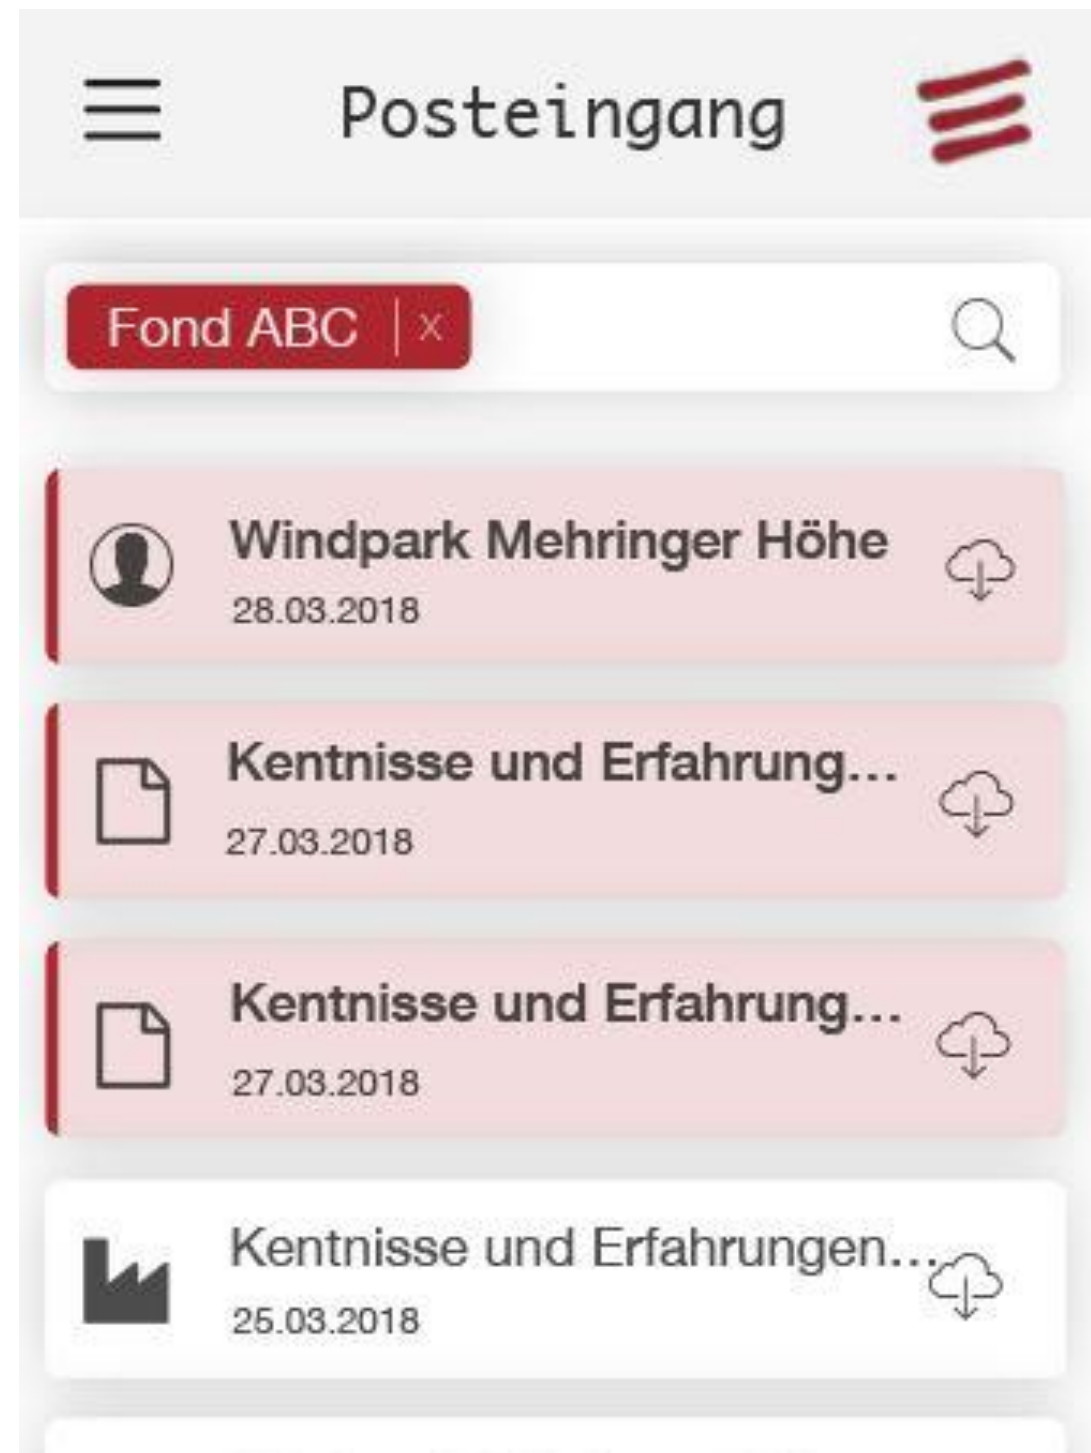 Posteingang
Fond ABC | x
Windpark Mehringer Höhe
28.03.2018
Kentnisse und Erfahrung...
27.03.2018
Kentnisse und Erfahrung...
27.03.2018
Kentnisse und Erfahrungen...
25.03.2018